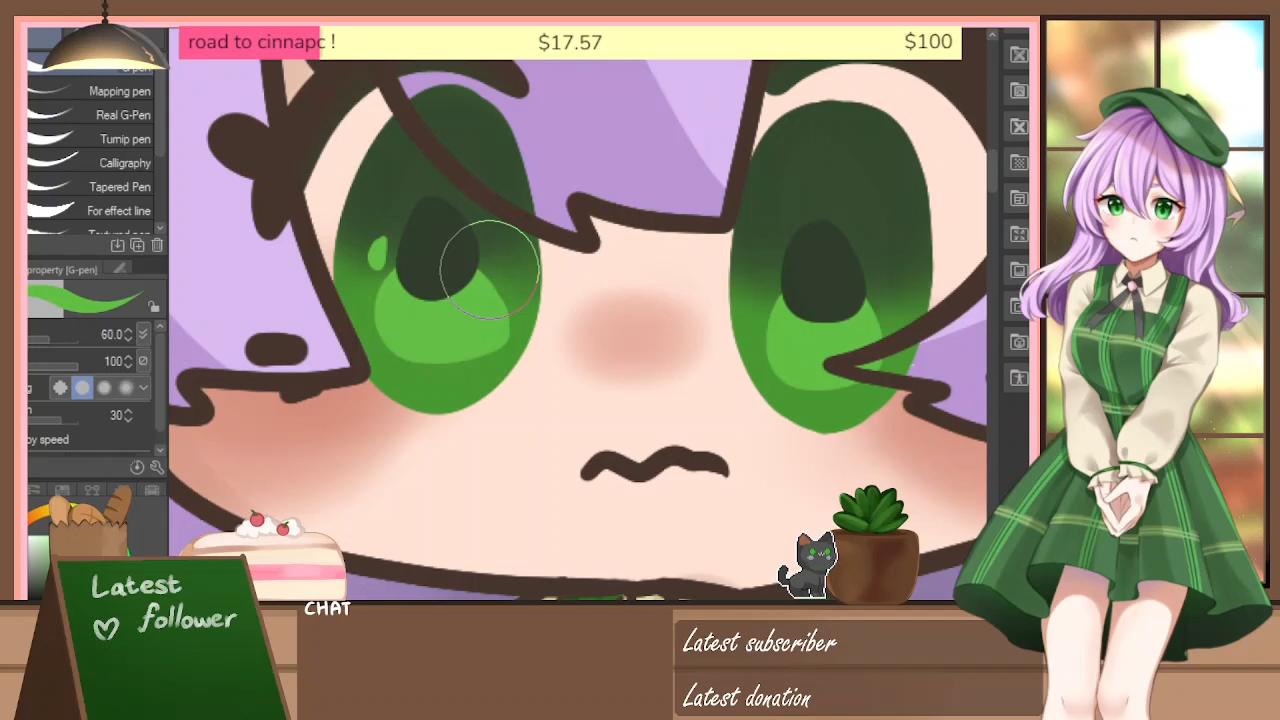 road to cinnapc !
$17.57
$100
Mapping pen
Real G-Pen
Turnip pen
Calligraphy
Tapered Pen
For effect line
property [G-pen]
60.0
100
30
by speed
Latest
follower
CHAT
Latest subscriber
Latest donation